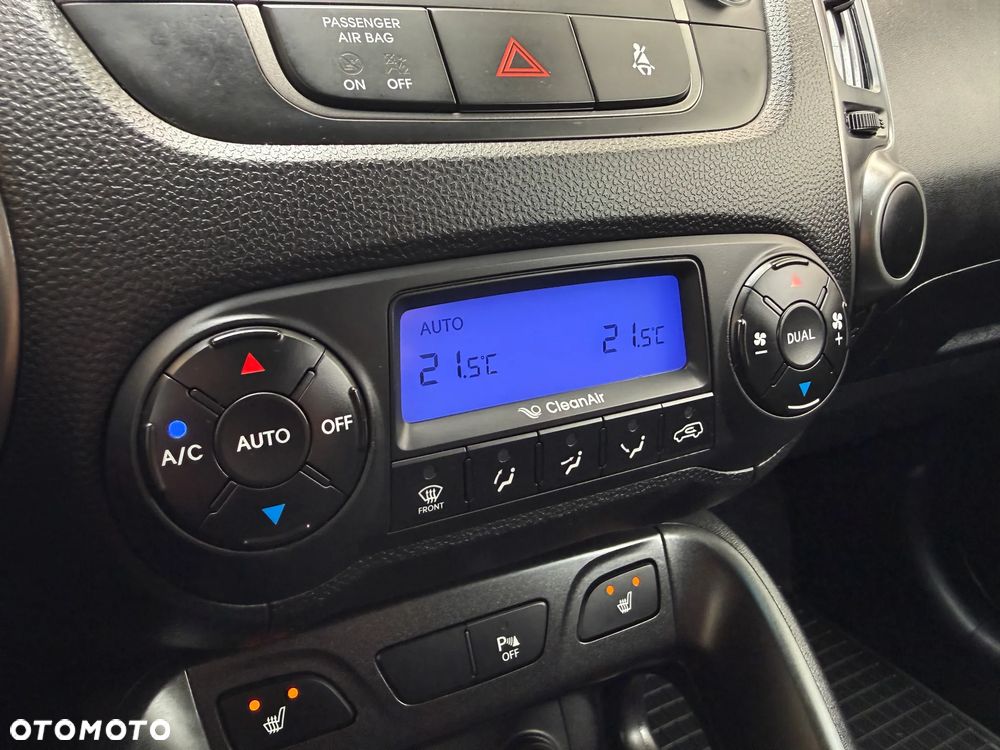 PASSENGER
AIR BAG
ON OFF
AUTO
21.5°C 21.5°C
CleanAir
A/C AUTO OFF
DUAL
- +
FRONT
P OFF
OTOMOTO